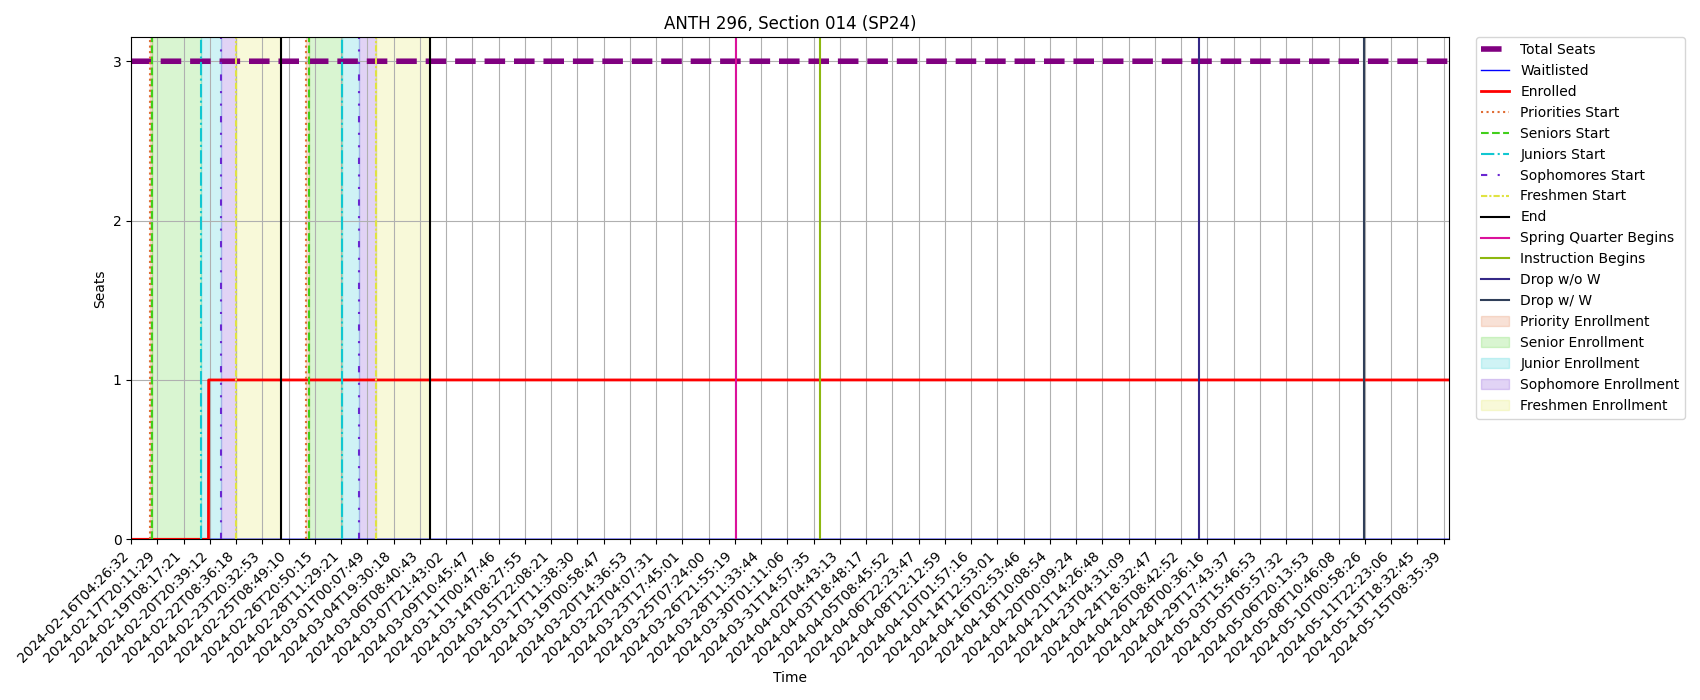 ANTH 296, Section 014 (SP24)
3
2
1
0
Seats
2024-02-16T04:26:32
2024-02-17T20:11:29
2024-02-19T08:17:21
2024-02-20T20:39:12
2024-02-22T08:36:18
2024-02-23T20:32:53
2024-02-25T08:49:10
2024-02-26T20:50:15
2024-02-28T11:29:21
2024-03-01T00:07:49
2024-03-04T19:30:18
2024-03-06T08:40:43
2024-03-07T21:43:02
2024-03-09T10:45:47
2024-03-11T00:47:46
2024-03-14T08:27:55
2024-03-15T22:08:21
2024-03-17T11:38:30
2024-03-19T00:58:47
2024-03-20T14:36:53
2024-03-22T04:07:31
2024-03-23T17:45:01
2024-03-25T07:24:00
2024-03-26T21:55:19
2024-03-28T11:33:44
2024-03-30T01:11:06
2024-03-31T14:57:35
2024-04-02T04:43:13
2024-04-03T18:48:17
2024-04-05T08:45:52
2024-04-06T22:23:47
2024-04-08T12:12:59
2024-04-10T01:57:16
2024-04-14T12:53:01
2024-04-16T02:53:46
2024-04-18T10:08:54
2024-04-20T00:09:24
2024-04-21T14:26:48
2024-04-23T04:31:09
2024-04-24T18:32:47
2024-04-26T08:42:52
2024-04-28T00:36:16
2024-04-29T17:43:37
2024-05-03T15:46:53
2024-05-05T05:57:32
2024-05-06T20:13:53
2024-05-08T10:46:08
2024-05-10T00:58:26
2024-05-11T22:23:06
2024-05-13T18:32:45
2024-05-15T08:35:39
Time
Total Seats
Waitlisted
Enrolled
Priorities Start
Seniors Start
Juniors Start
Sophomores Start
Freshmen Start
End
Spring Quarter Begins
Instruction Begins
Drop w/o W
Drop w/ W
Priority Enrollment
Senior Enrollment
Junior Enrollment
Sophomore Enrollment
Freshmen Enrollment